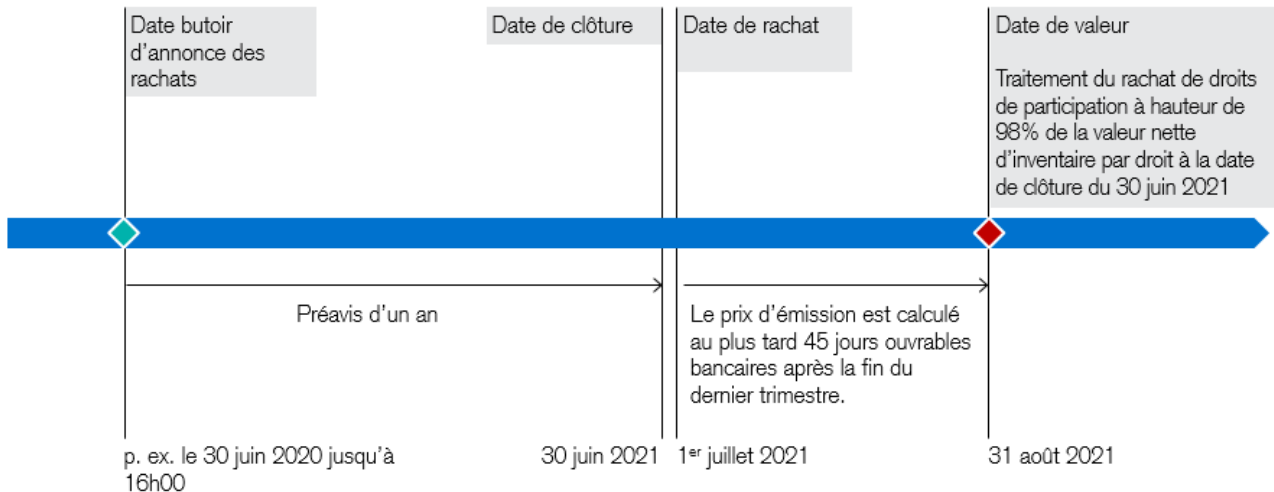 Date butoir
d’annonce des
rachats
Date de clôture
Date de rachat
Date de valeur
Traitement du rachat de droits
de participation à hauteur de
98% de la valeur nette
d’inventaire par droit à la date
de clôture du 30 juin 2021
Préavis d’un an
Le prix d’émission est calculé
au plus tard 45 jours ouvrables
bancaires après la fin du
dernier trimestre.
p. ex. le 30 juin 2020 jusqu’à
16h00
30 juin 2021
1er juillet 2021
31 août 2021